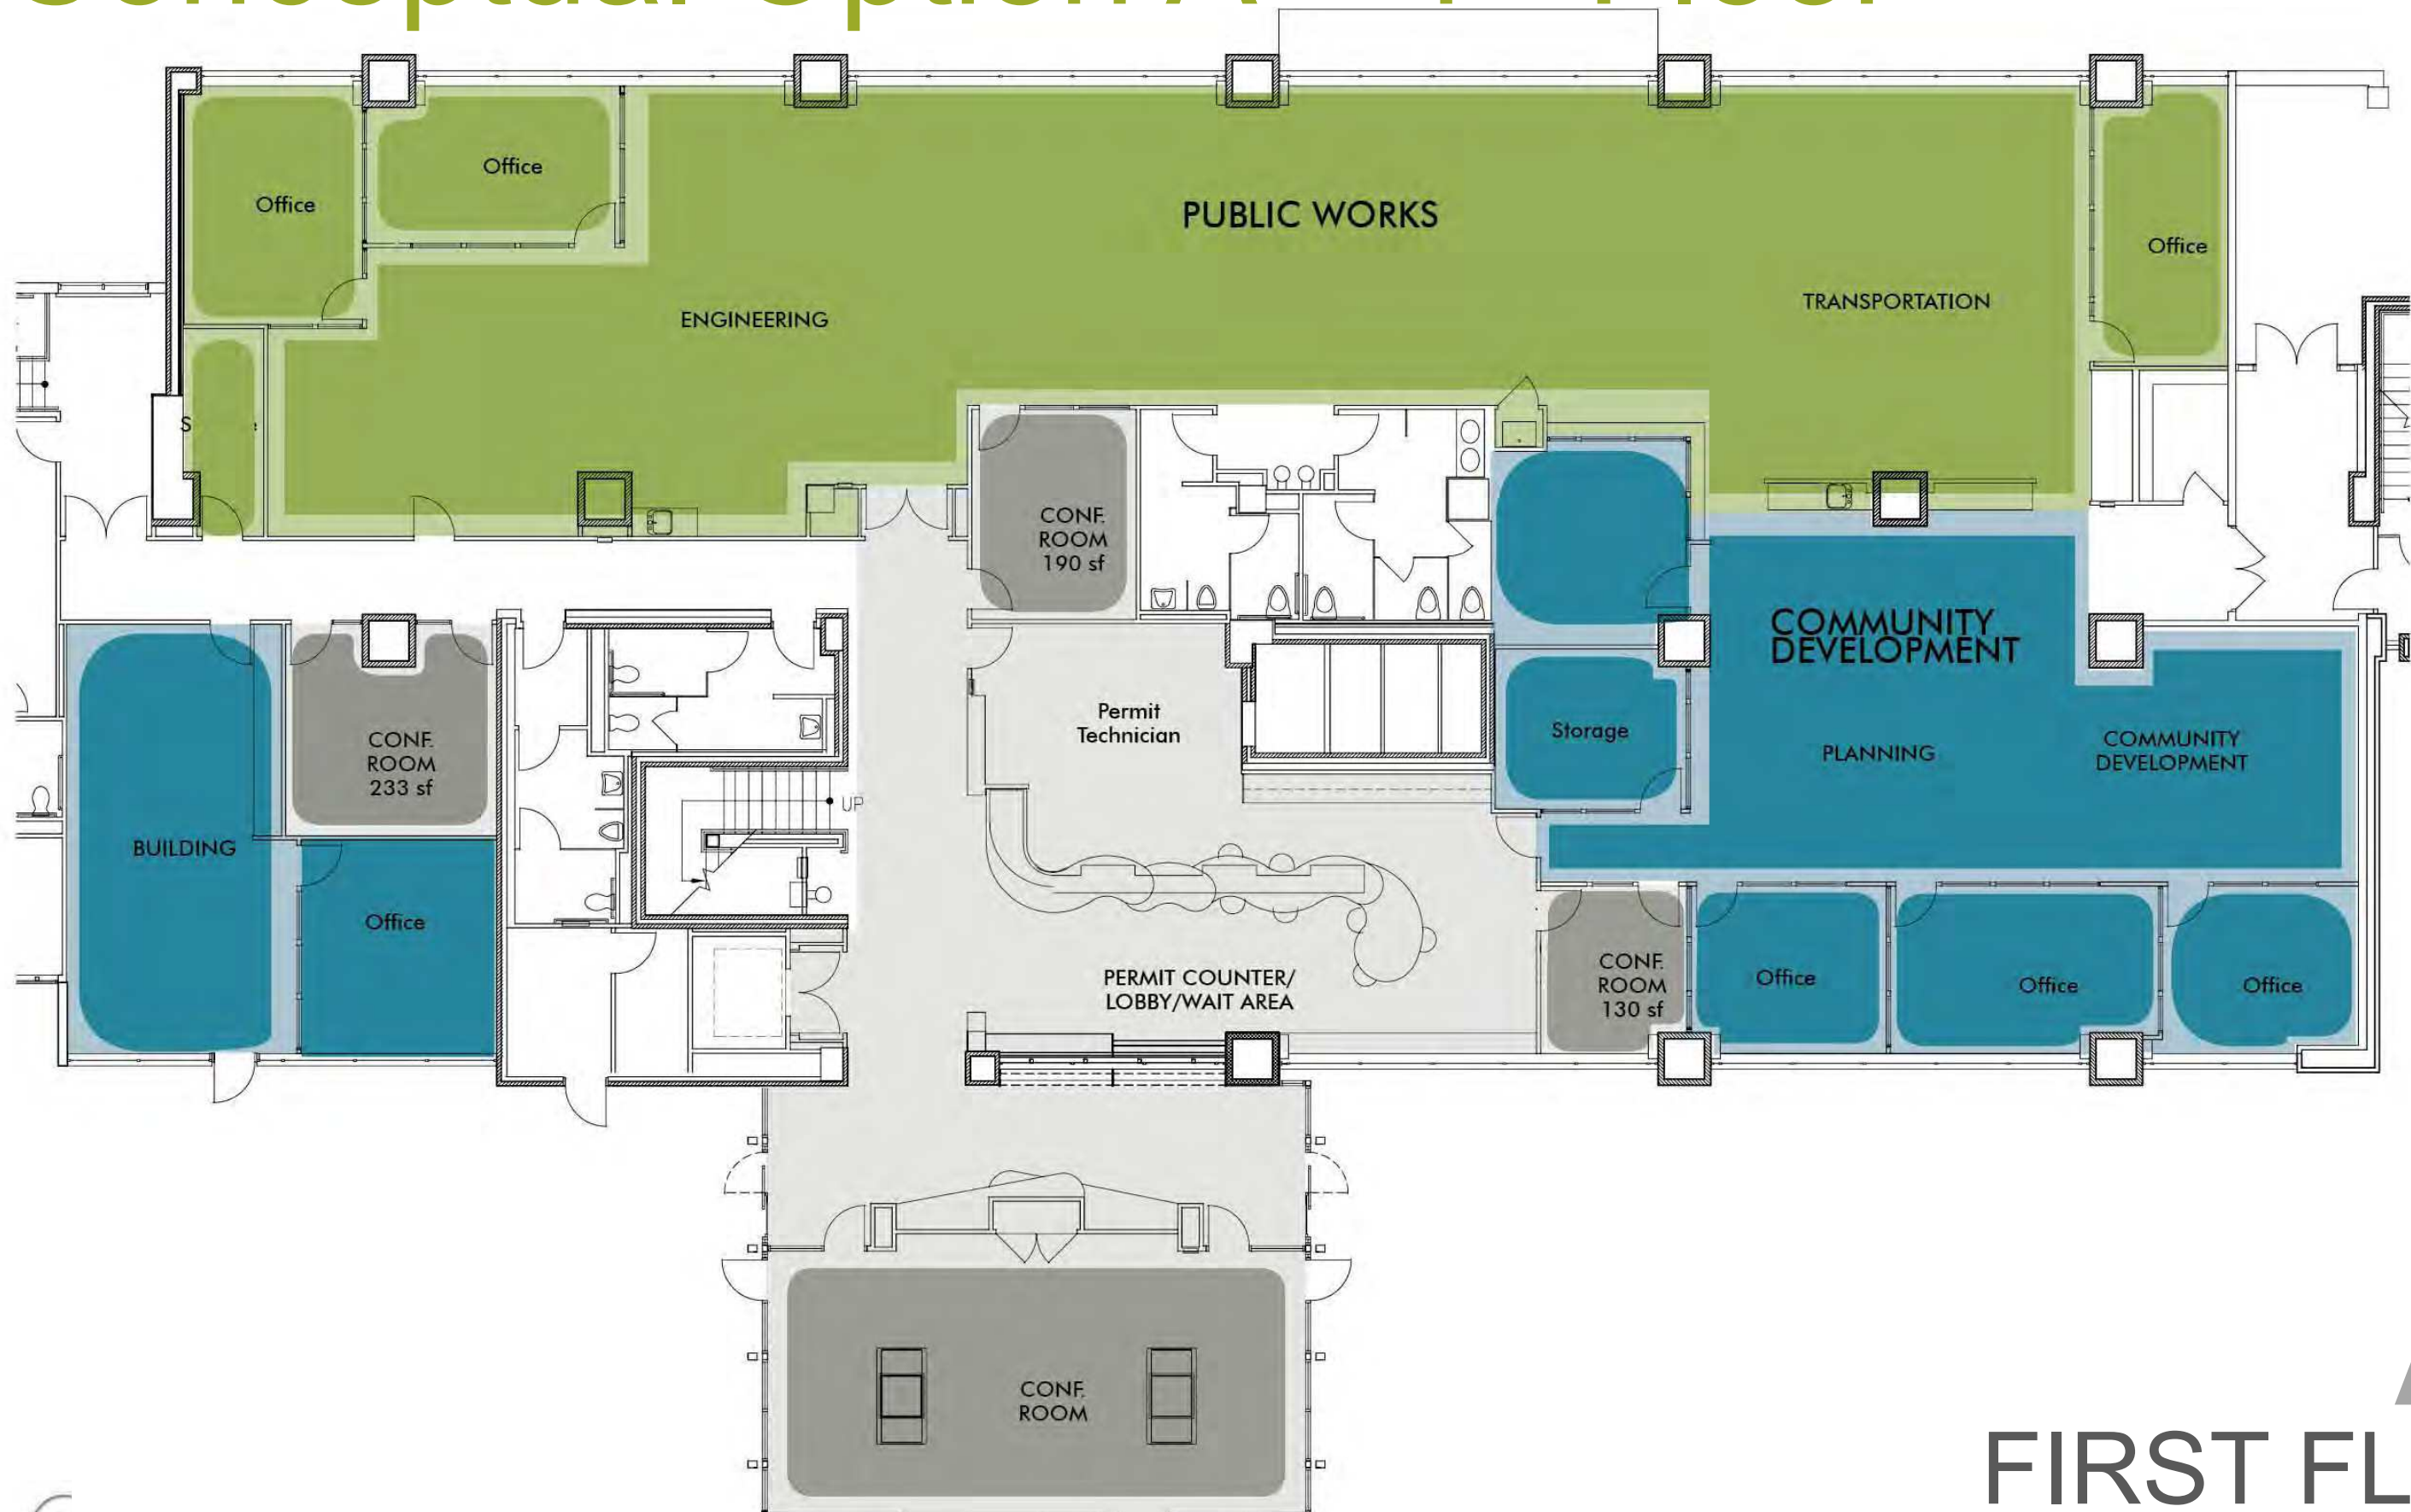 Conceptual Option A
Office
Office
PUBLIC WORKS
Office
TRANSPORTATION
ENGINEERING
CONF.
ROOM
190 sf
COMMUNITY
DEVELOPMENT
Permit
Technician
Storage
CONF.
ROOM
233 sf
PLANNING
COMMUNITY
DEVELOPMENT
UP
BUILDING
Office
PERMIT COUNTER/
LOBBY/WAIT AREA
CONF.
ROOM
130 sf
Office
Office
Office
CONF.
ROOM
FIRST FL